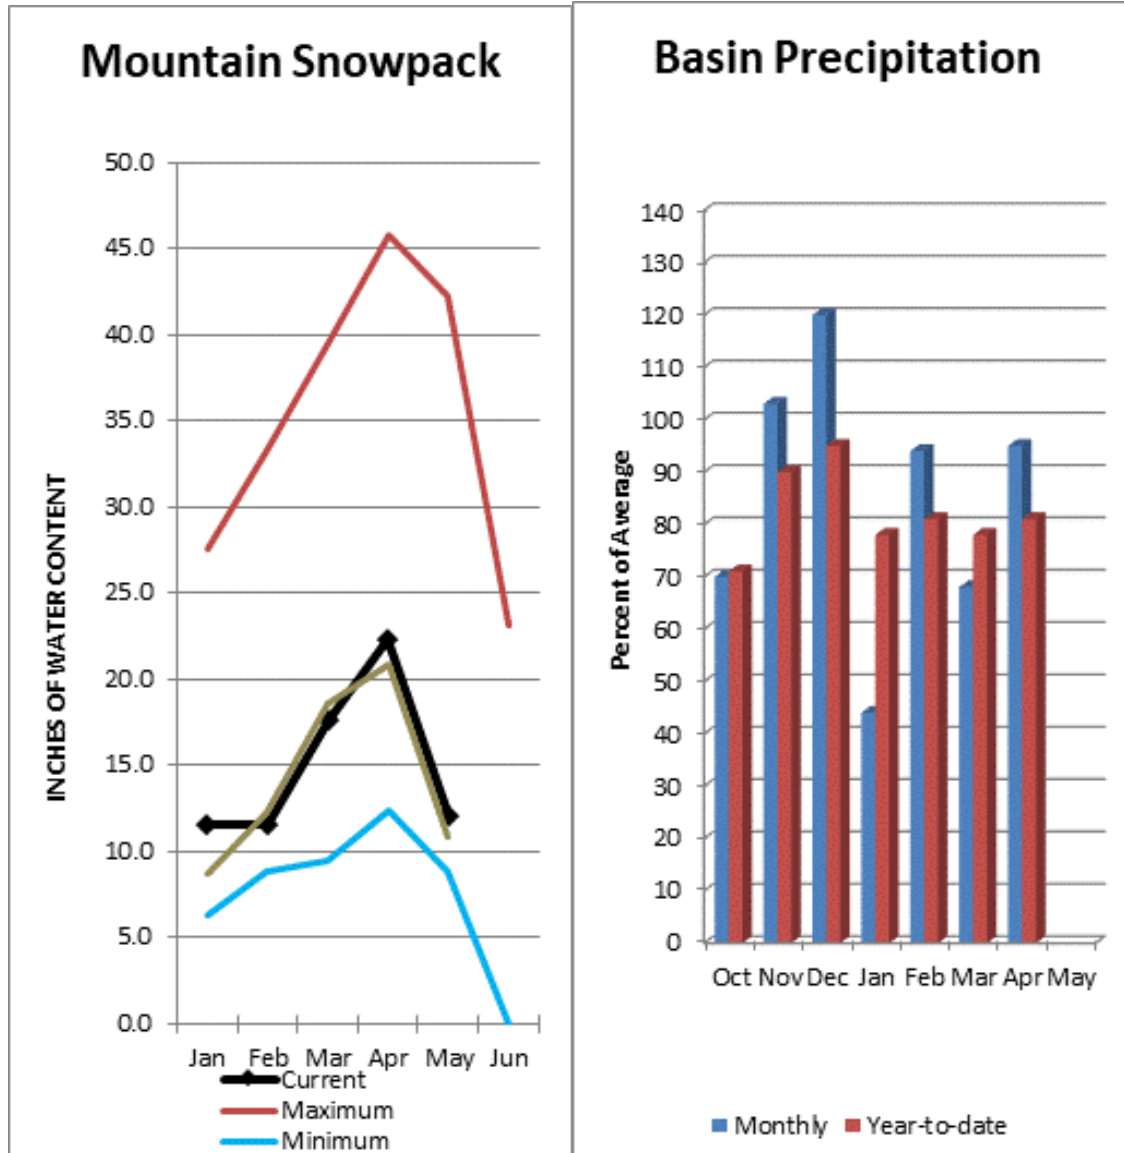 Mountain Snowpack
50.0
45.0
40.0
35.0
30.0
25.0
20.0
15.0
10.0
5.0
0.0
INCHES OF WATER CONTENT
Jan Feb Mar Apr May Jun
Current
Maximum
Minimum
Basin Precipitation
140
130
120
110
100
90
80
70
60
50
40
30
20
10
0
Percent of Average
Oct Nov Dec Jan Feb Mar Apr May
Monthly Year-to-date